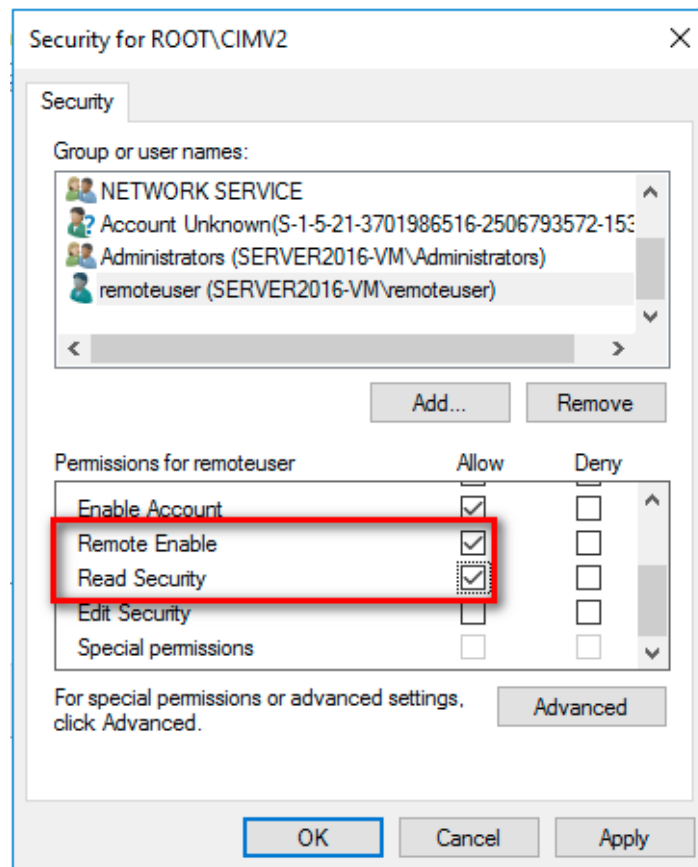 Security for ROOT\CIMV2
Security
Group or user names:
NETWORK SERVICE
Account Unknown(S-1-5-21-3701986516-2506793572-153
Administrators (SERVER2016-VM\Administrators)
remoteuser (SERVER2016-VM\remoteuser)
Add... Remove
Permissions for remoteuser Allow Deny
Enable Account
Remote Enable
Read Security
Edit Security
Special permissions
For special permissions or advanced settings,
click Advanced.
Advanced
OK Cancel Apply